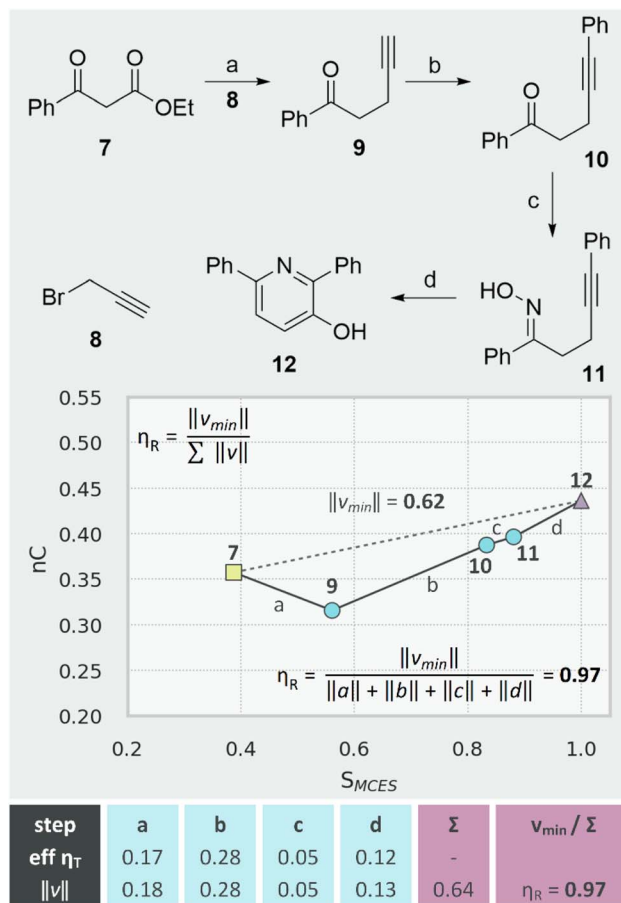 O O
Ph OEt
7
a
8
O
Ph
9
b
Ph
O
Ph
10
c
Br
8
Ph N Ph
OH
12
d
Ph
HO
N
Ph
11
0.55
0.50
0.45
0.40
0.35
0.30
0.25
0.20
nC
ηR = ||vmin|| / ∑ ||v||
||vmin|| = 0.62
7
9
10
11
12
a
b
c
d
ηR = ||vmin|| / ||a|| + ||b|| + ||c|| + ||d|| = 0.97
0.2 0.4 0.6 0.8 1.0
SMCES
step a b c d Σ vmin / Σ
eff ηT 0.17 0.28 0.05 0.12 -
||v|| 0.18 0.28 0.05 0.13 0.64 ηR = 0.97